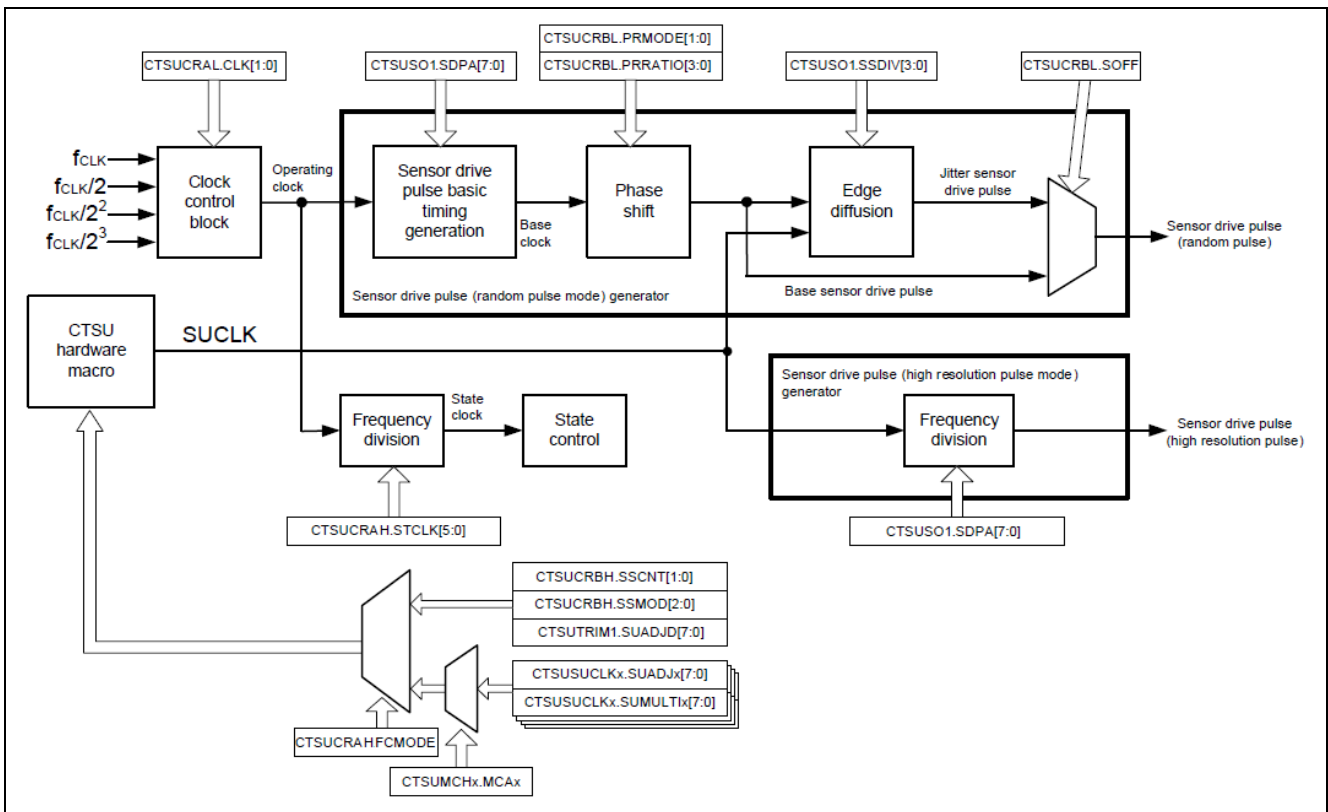 CTSUCRBL.PRMODE[1:0]
CTSUCRAL.CLK[1:0]
CTSUSO1.SDPA[7:0]
CTSUCRBL.PRRATIO[3:0]
CTSUSO1.SSDIV[3:0]
CTSUCRBL.SOFF
fCLK
fCLK/2
fCLK/2²
fCLK/2³
Clock
control
block
Operating
clock
Sensor drive
pulse basic
timing
generation
Base
clock
Phase
shift
Edge
diffusion
Jitter sensor
drive pulse
Sensor drive pulse
(random pulse)
Base sensor drive pulse
Sensor drive pulse (random pulse mode) generator
CTSU
hardware
macro
SUCLK
Frequency
division
State
clock
State
control
Sensor drive pulse (high resolution pulse mode)
generator
Frequency
division
Sensor drive pulse
(high resolution pulse)
CTSUCRAH.STCLK[5:0]
CTSUSO1.SDPA[7:0]
CTSUCRBH.SSCNT[1:0]
CTSUCRBH.SSMOD[2:0]
CTSUTRIM1.SUADJD[7:0]
CTSUSUCLKx.SUADJx[7:0]
CTSUSUCLKx.SUMULTIx[7:0]
CTSUCRAHFCMODE
CTSUMCHx.MCAx